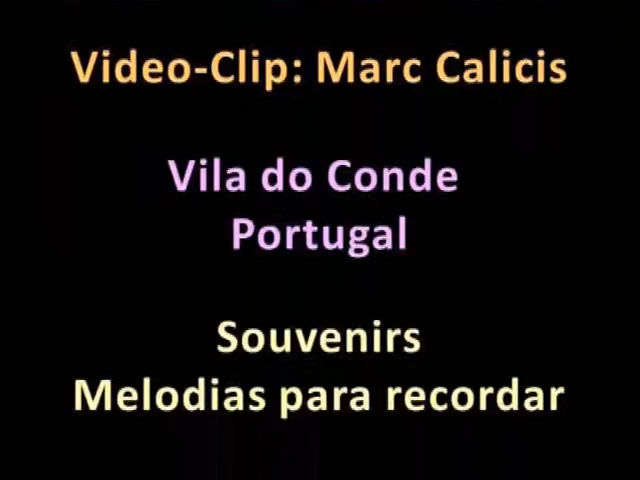 Video-Clip: Marc Calicis
Vila do Conde
Portugal
Souvenirs
Melodias para recordar